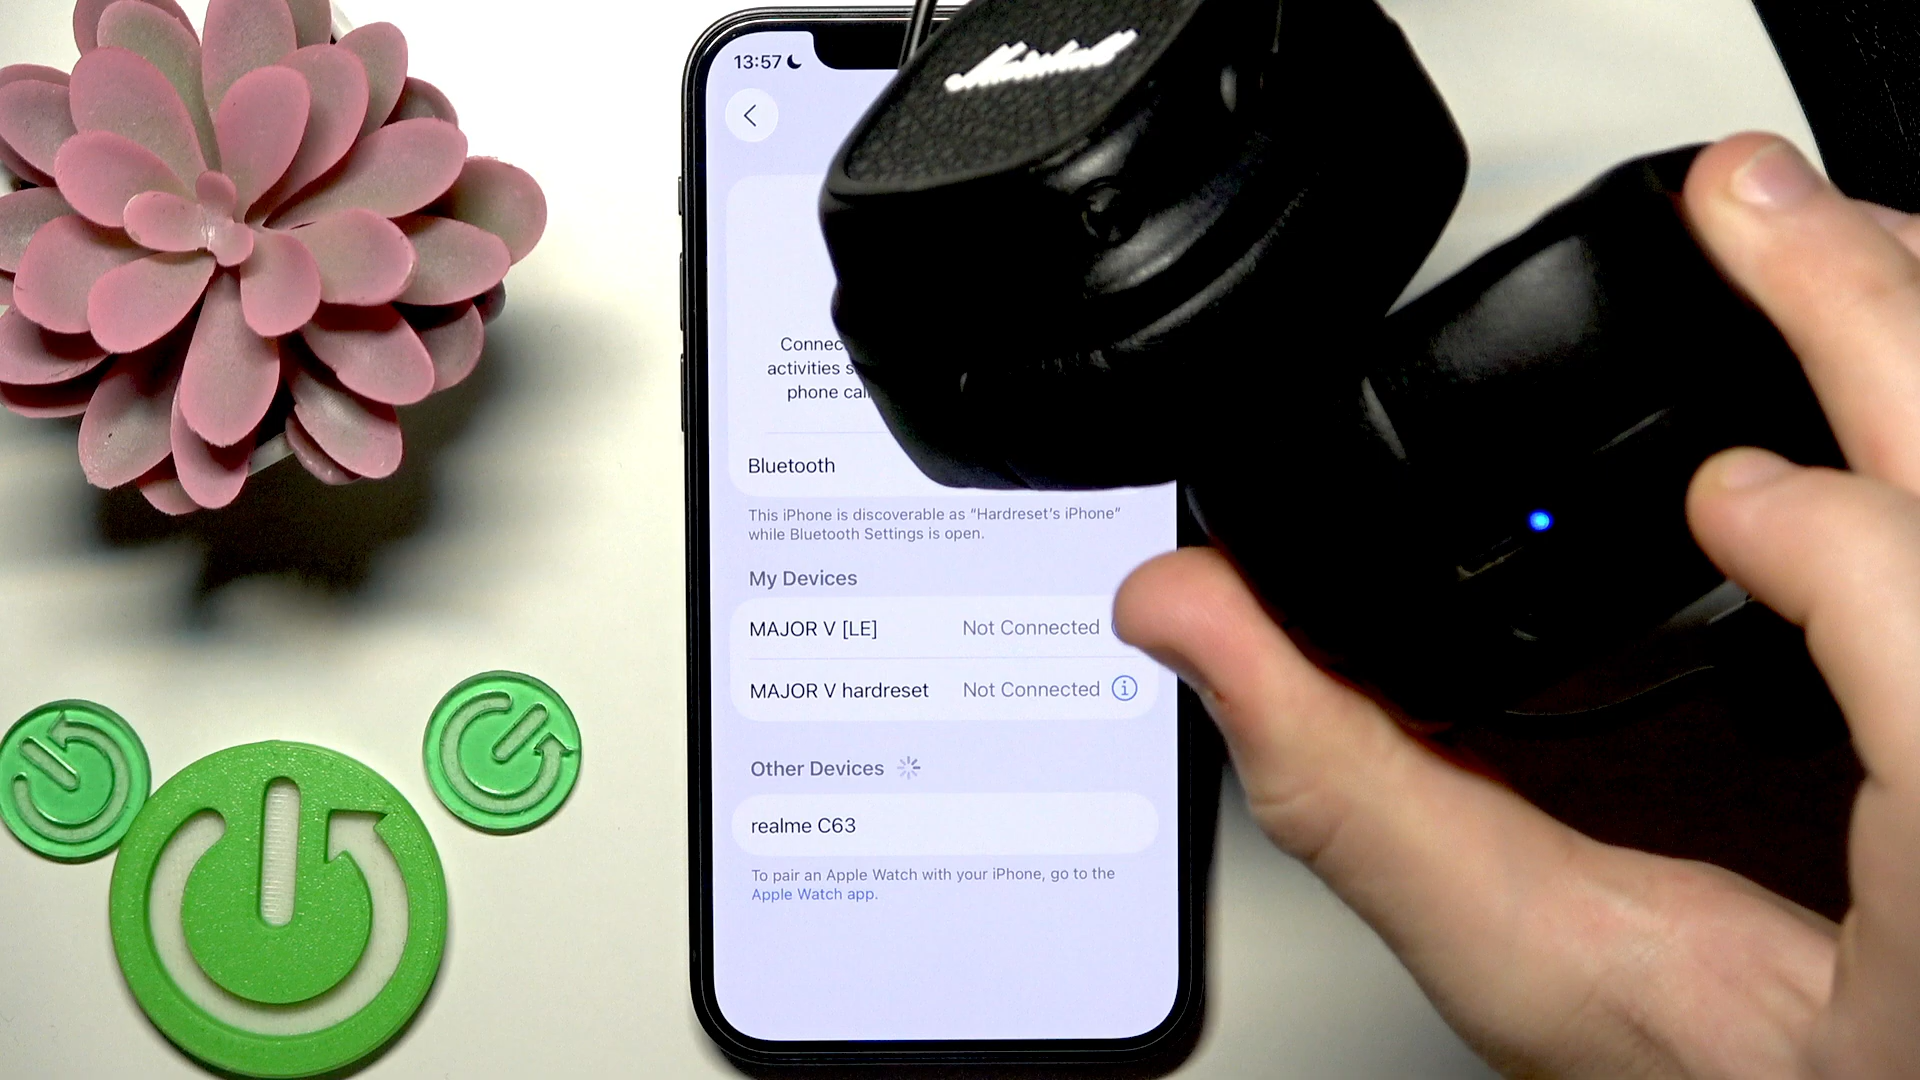 13:57
Marshall
Connec
activities s
phone cal
Bluetooth
This iPhone is discoverable as “Hardreset’s iPhone”
while Bluetooth Settings is open.
My Devices
MAJOR V [LE] Not Connected
MAJOR V hardreset Not Connected
Other Devices
realme C63
To pair an Apple Watch with your iPhone, go to the
Apple Watch app.